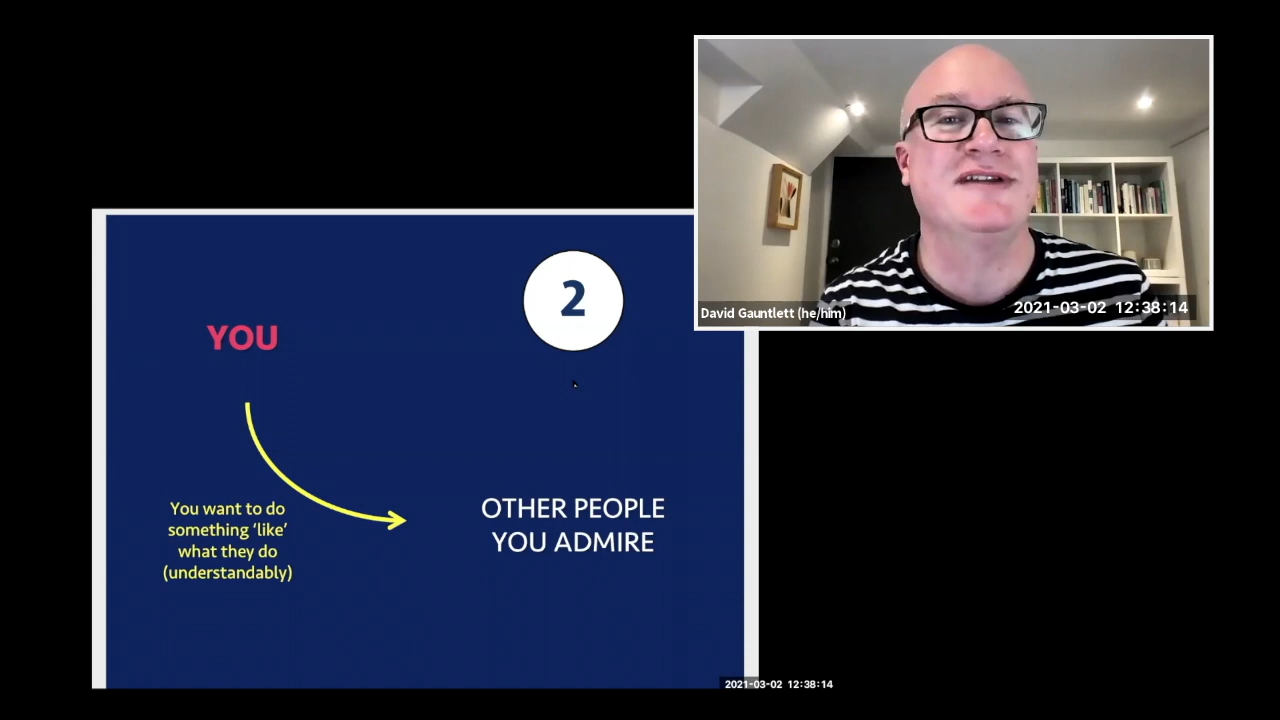 David Gauntlett (he/him)
2021-03-02 12:38:14
2
YOU
You want to do
something ‘like’
what they do
(understandably)
OTHER PEOPLE
YOU ADMIRE
2021-03-02 12:38:14